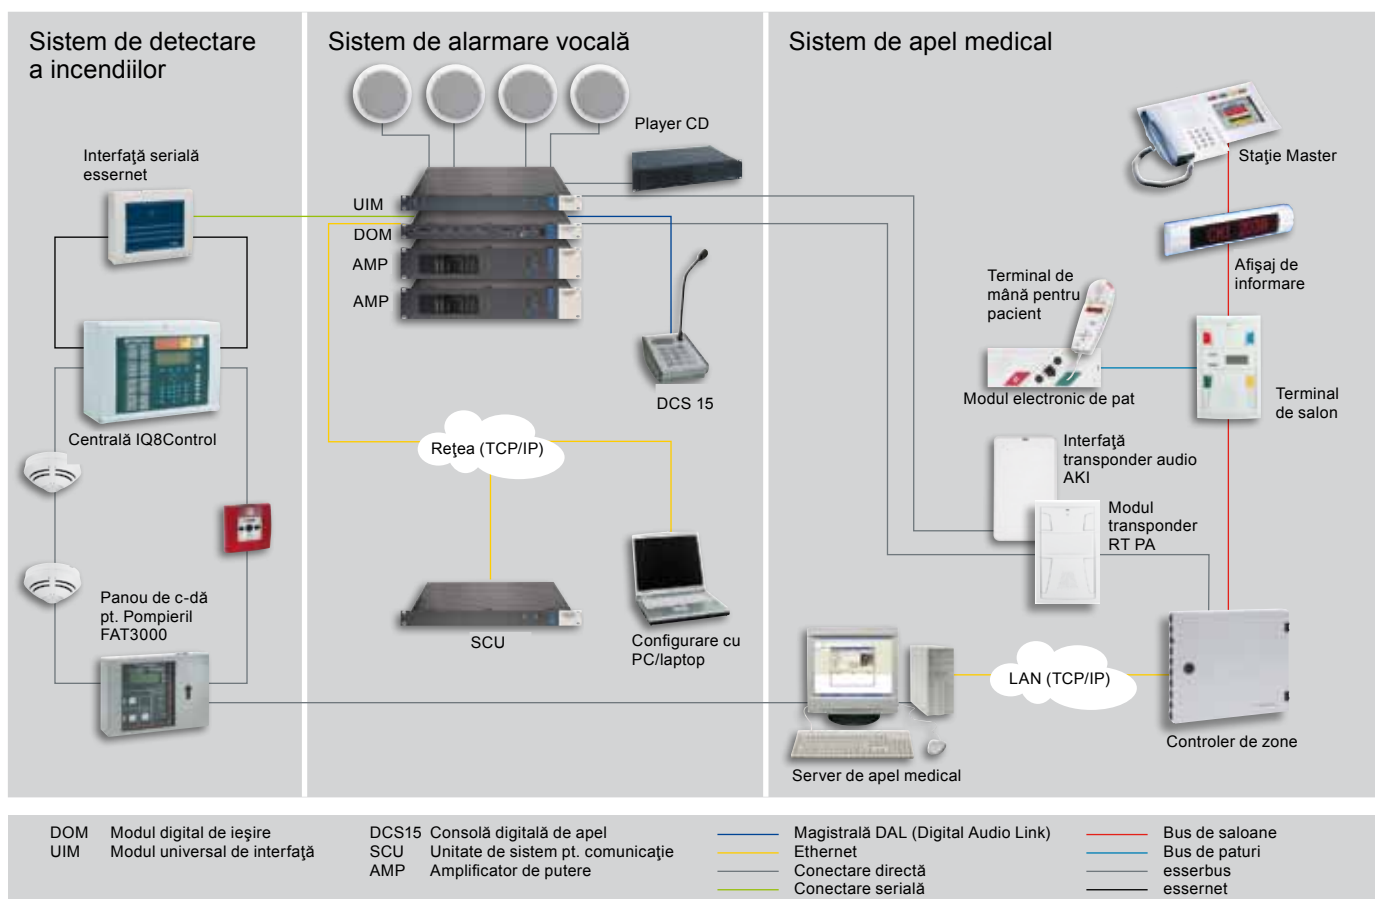 Sistem de detectare
a incendiilor
Sistem de alarmare vocală
Sistem de apel medical
Interfaţă serială
essernet
Player CD
Staţie Master
UIM
DOM
AMP
AMP
Afişaj de
informare
Terminal de
mână pentru
pacient
DCS 15
Modul electronic de pat
Terminal
de salon
Centrală IQ8Control
Reţea (TCP/IP)
Interfaţă
transponder audio
AKI
Modul
transponder
RT PA
Panou de c-dă
pt. Pompieril
FAT3000
SCU
Configurare cu
PC/laptop
LAN (TCP/IP)
Controler de zone
Server de apel medical
DOM Modul digital de ieşire
UIM Modul universal de interfaţă
DCS15 Consolă digitală de apel
SCU Unitate de sistem pt. comunicaţie
AMP Amplificator de putere
Magistrală DAL (Digital Audio Link)
Ethernet
Conectare directă
Conectare serială
Bus de saloane
Bus de paturi
esserbus
essernet